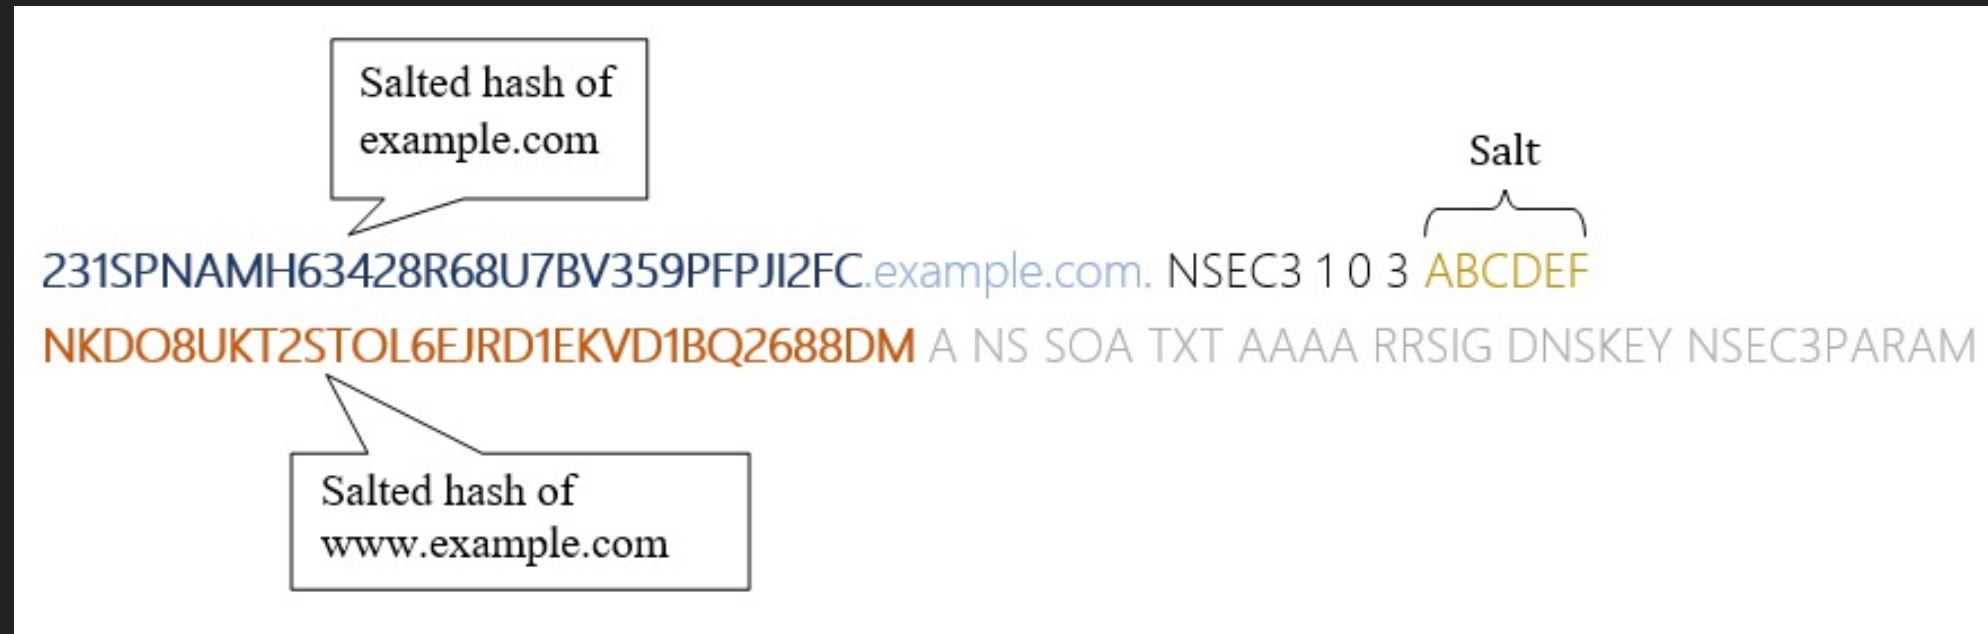 Salted hash of
example.com
Salt
231SPNAMH63428R68U7BV359PFPJI2FC.example.com. NSEC3 1 0 3 ABCDEF
NKDO8UKT2STOL6EJRD1EKVD1BQ2688DM A NS SOA TXT AAAA RRSIG DNSKEY NSEC3PARAM
Salted hash of
www.example.com